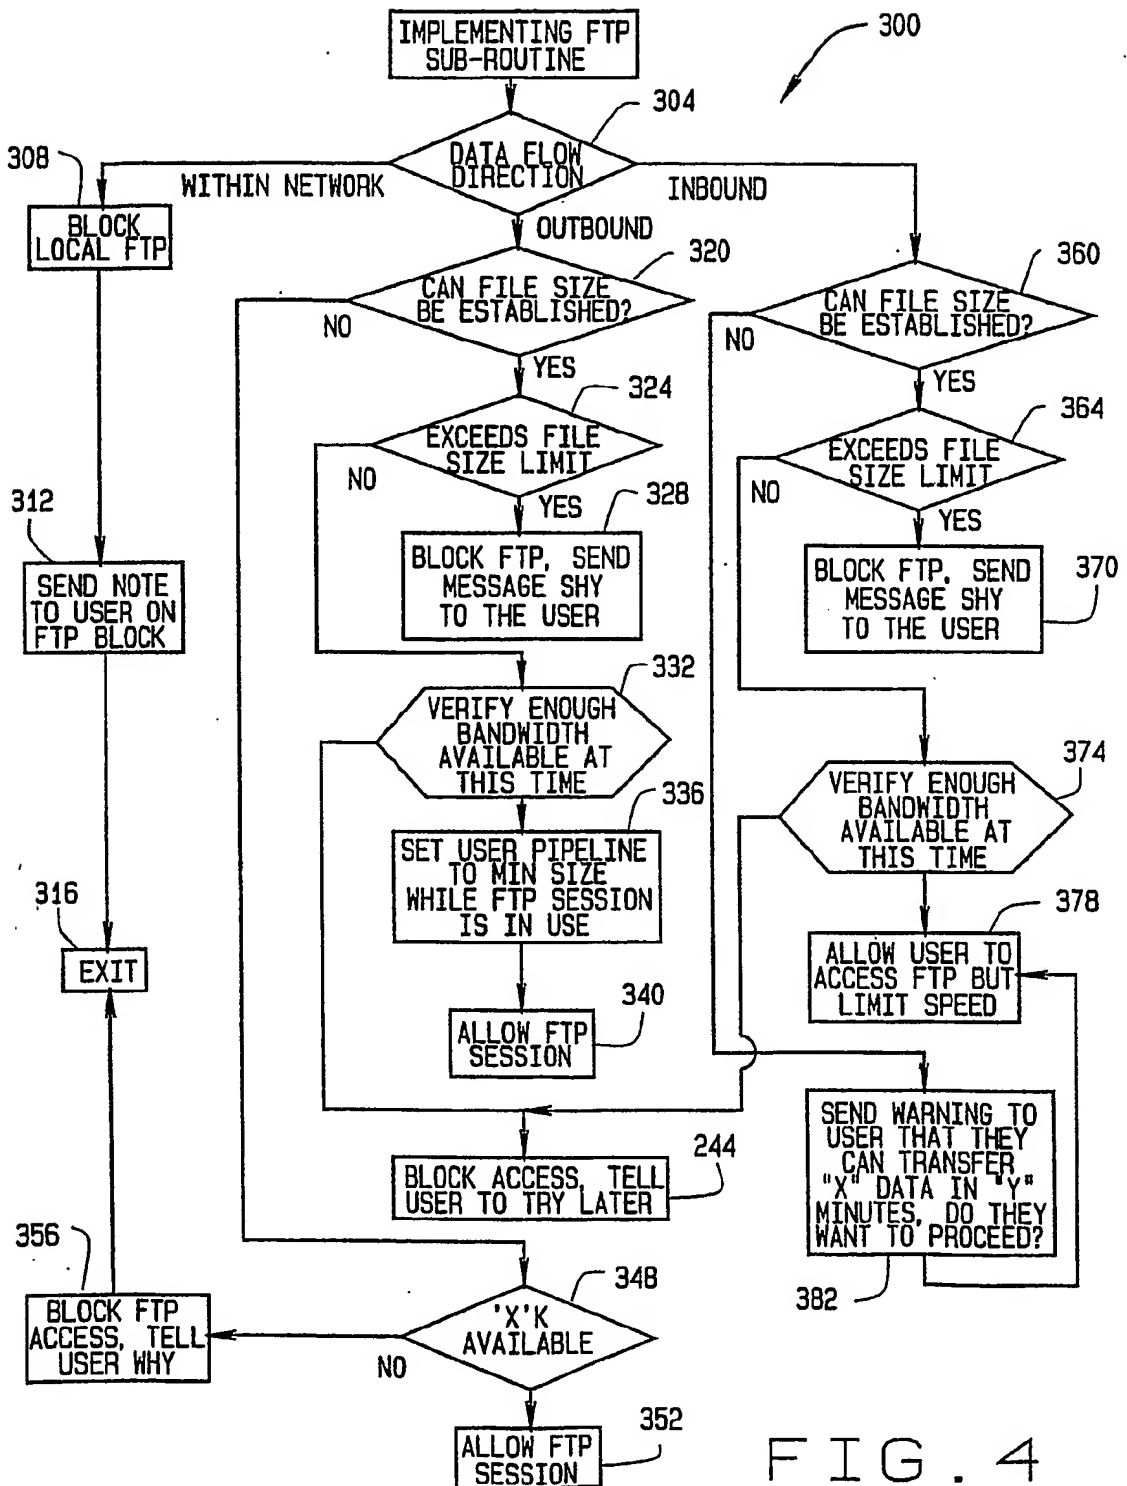 IMPLEMENTING FTP
SUB-ROUTINE
300
304
DATA FLOW
DIRECTION
308
WITHIN NETWORK
INBOUND
BLOCK
LOCAL FTP
OUTBOUND
320
CAN FILE SIZE
BE ESTABLISHED?
NO
YES
360
CAN FILE SIZE
BE ESTABLISHED?
NO
YES
324
EXCEEDS FILE
SIZE LIMIT
NO
YES
364
EXCEEDS FILE
SIZE LIMIT
NO
YES
312
SEND NOTE
TO USER ON
FTP BLOCK
328
BLOCK FTP, SEND
MESSAGE SHY
TO THE USER
370
BLOCK FTP, SEND
MESSAGE SHY
TO THE USER
332
VERIFY ENOUGH
BANDWIDTH
AVAILABLE AT
THIS TIME
374
VERIFY ENOUGH
BANDWIDTH
AVAILABLE AT
THIS TIME
336
SET USER PIPELINE
TO MIN SIZE
WHILE FTP SESSION
IS IN USE
316
EXIT
378
ALLOW USER TO
ACCESS FTP BUT
LIMIT SPEED
340
ALLOW FTP
SESSION
SEND WARNING TO
USER THAT THEY
CAN TRANSFER
"X" DATA IN "Y"
MINUTES, DO THEY
WANT TO PROCEED?
382
244
BLOCK ACCESS, TELL
USER TO TRY LATER
356
BLOCK FTP
ACCESS, TELL
USER WHY
348
'X'K
AVAILABLE
NO
352
ALLOW FTP
SESSION
FIG. 4